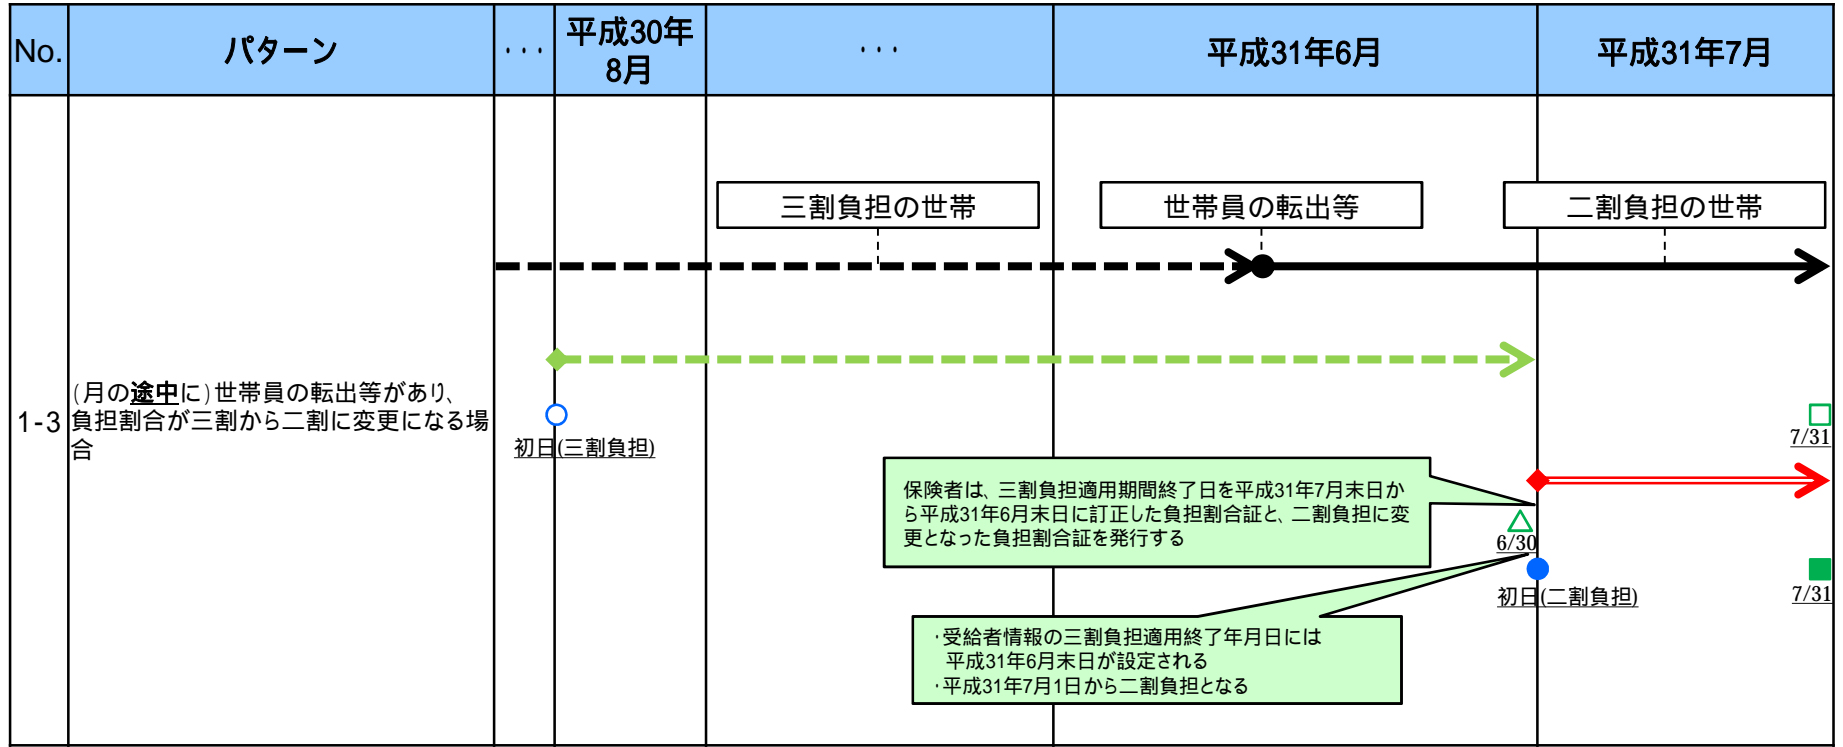 No.
パターン
・・・
平成30年
8月
・・・
平成31年6月
平成31年7月
三割負担の世帯
世帯員の転出等
二割負担の世帯
1-3
(月の途中に)世帯員の転出等があり、
負担割合が三割から二割に変更になる場
合
初日(三割負担)
7/31
保険者は、三割負担適用期間終了日を平成31年7月末日か
ら平成31年6月末日に訂正した負担割合証と、二割負担に変
更となった負担割合証を発行する
6/30
初日(二割負担)
7/31
・受給者情報の三割負担適用終了年月日には
平成31年6月末日が設定される
・平成31年7月1日から二割負担となる